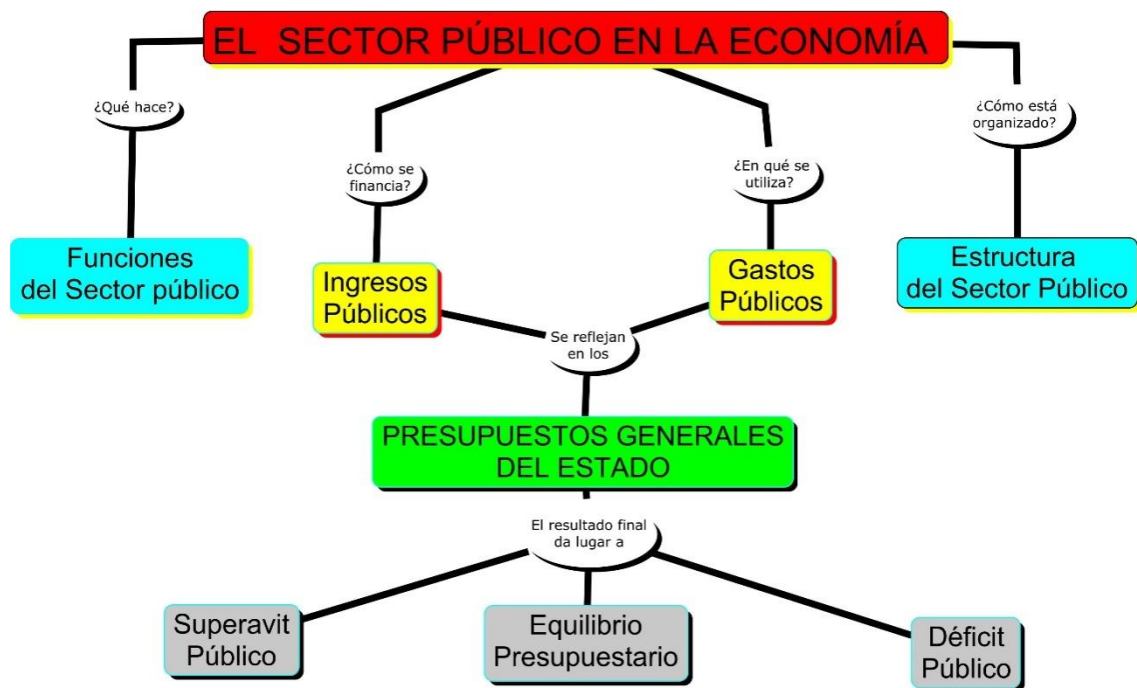 EL SECTOR PÚBLICO EN LA ECONOMÍA
¿Qué hace?
¿Cómo se
financia?
¿En qué se
utiliza?
¿Cómo está
organizado?
Funciones
del Sector público
Ingresos
Públicos
Gastos
Públicos
Estructura
del Sector Público
Se reflejan
en los
PRESUPUESTOS GENERALES
DEL ESTADO
El resultado final
da lugar a
Superavit
Público
Equilibrio
Presupuestario
Déficit
Público